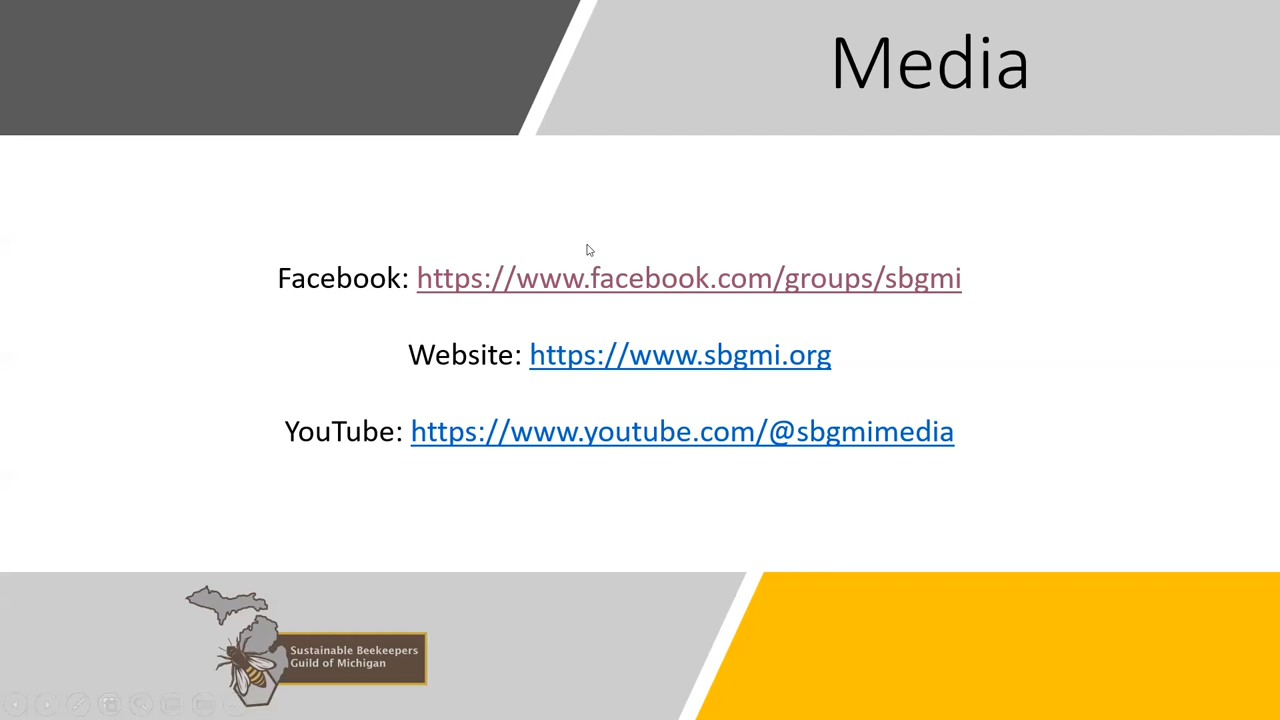 Media
Facebook: https://www.facebook.com/groups/sbgmi
Website: https://www.sbgmi.org
YouTube: https://www.youtube.com/@sbgmimedia
Sustainable Beekeepers
Guild of Michigan